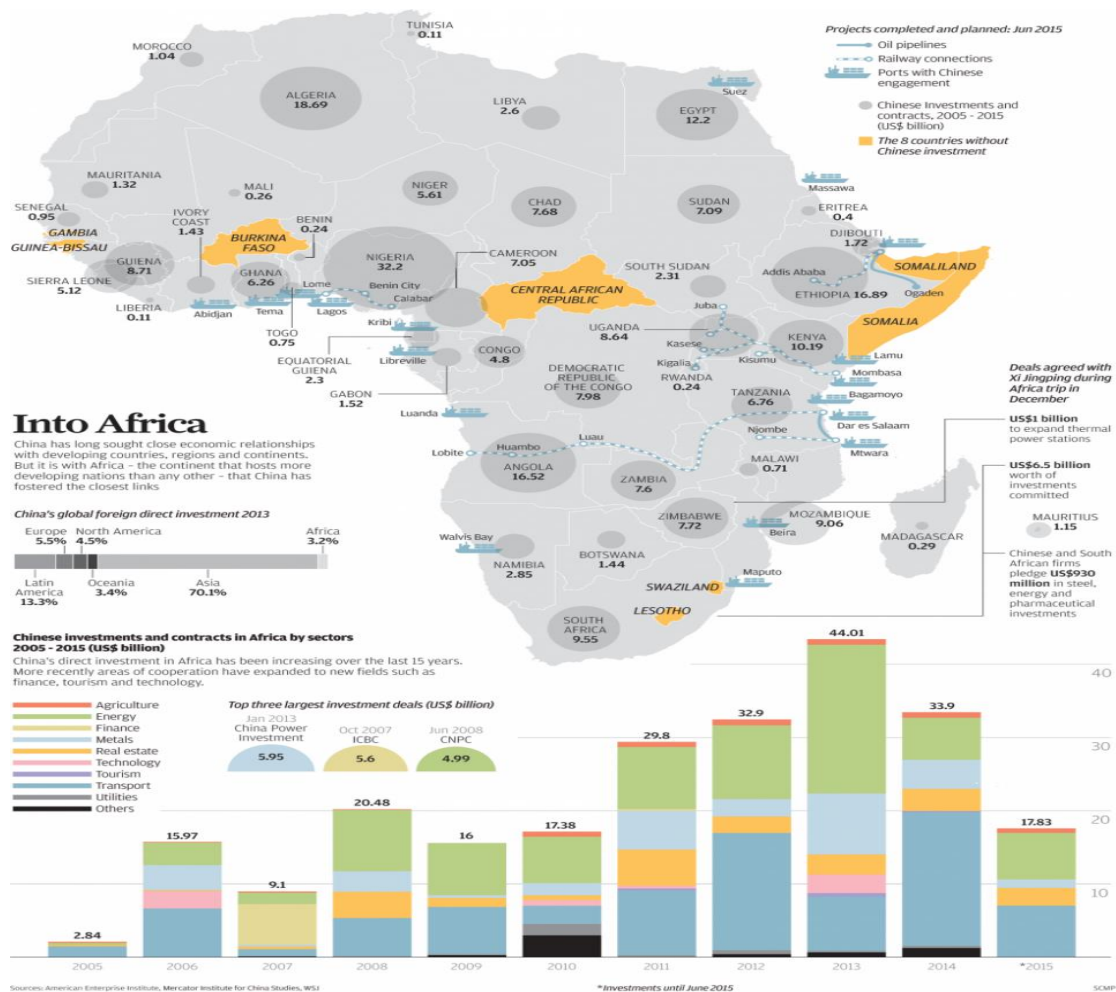 TUNISIA
0.11
MOROCCO
1.04
ALGERIA
18.69
LIBYA
2.6
EGYPT
12.2
Suez
Projects completed and planned: Jun 2015
Oil pipelines
Railway connections
Ports with Chinese
engagement
Chinese Investments and
contracts, 2005 - 2015
(US$ billion)
The 8 countries without
Chinese investment
MAURITANIA
1.32
MALI
0.26
NIGER
5.61
CHAD
7.68
SUDAN
7.09
Massawa
ERITREA
0.4
DJIBOUTI
1.72
SENEGAL
0.95
GAMBIA
GUINEA-BISSAU
IVORY
COAST
1.43
BURKINA
FASO
BENIN
0.24
NIGERIA
32.2
CAMEROON
7.05
CENTRAL AFRICAN
REPUBLIC
SOUTH SUDAN
2.31
Addis Ababa
ETHIOPIA 16.89
Ogaden
SOMALILAND
SOMALIA
GUIENA
8.71
SIERRA LEONE
5.12
LIBERIA
0.11
GHANA
6.26
Lome
Benin City
Calabar
Abidjan
Tema
Lagos
TOGO
0.75
Kribi
Libreville
EQUATORIAL
GUIENA
2.3
GABON
1.52
CONGO
4.8
DEMOCRATIC
REPUBLIC
OF THE CONGO
7.98
Juba
UGANDA
8.64
Kasese
Kigalia
Kisumu
RWANDA
0.24
KENYA
10.19
Lamu
Mombasa
Bagamoyo
TANZANIA
6.76
Dar es Salaam
Njombe
Mtwara
Luanda
Lobite
Huambo
Luau
ANGOLA
16.52
ZAMBIA
7.6
MALAWI
0.71
ZIMBABWE
7.72
MOZAMBIQUE
9.06
Beira
MADAGASCAR
0.29
MAURITIUS
1.15
Walvis Bay
NAMIBIA
2.85
BOTSWANA
1.44
SWAZILAND
Maputo
LESOTHO
SOUTH
AFRICA
9.55
Deals agreed with
Xi Jingping during
Africa trip in
December
US$1 billion
to expand thermal
power stations
US$6.5 billion
worth of
investments
committed
Chinese and South
African firms
pledge US$930
million in steel,
energy and
pharmaceutical
investments
Into Africa
China has long sought close economic relationships
with developing countries, regions and continents.
But it is with Africa – the continent that hosts more
developing nations than any other – that China has
fostered the closest links
China's global foreign direct investment 2013
Europe
5.5%
North America
4.5%
Africa
3.2%
Latin
America
13.3%
Oceania
3.4%
Asia
70.1%
Chinese investments and contracts in Africa by sectors
2005 - 2015 (US$ billion)
China's direct investment in Africa has been increasing over the last 15 years.
More recently areas of cooperation have expanded to new fields such as
finance, tourism and technology.
Agriculture
Energy
Finance
Metals
Real estate
Technology
Tourism
Transport
Utilities
Others
Top three largest investment deals (US$ billion)
Jan 2013
China Power
Investment
5.95
Oct 2007
ICBC
5.6
Jun 2008
CNPC
4.99
2.84
15.97
9.1
20.48
16
17.38
29.8
32.9
44.01
33.9
17.83
40
30
20
10
2005
2006
2007
2008
2009
2010
2011
2012
2013
2014
*2015
Sources: American Enterprise Institute, Mercator Institute for China Studies, WSJ
*Investments until June 2015
SCMP